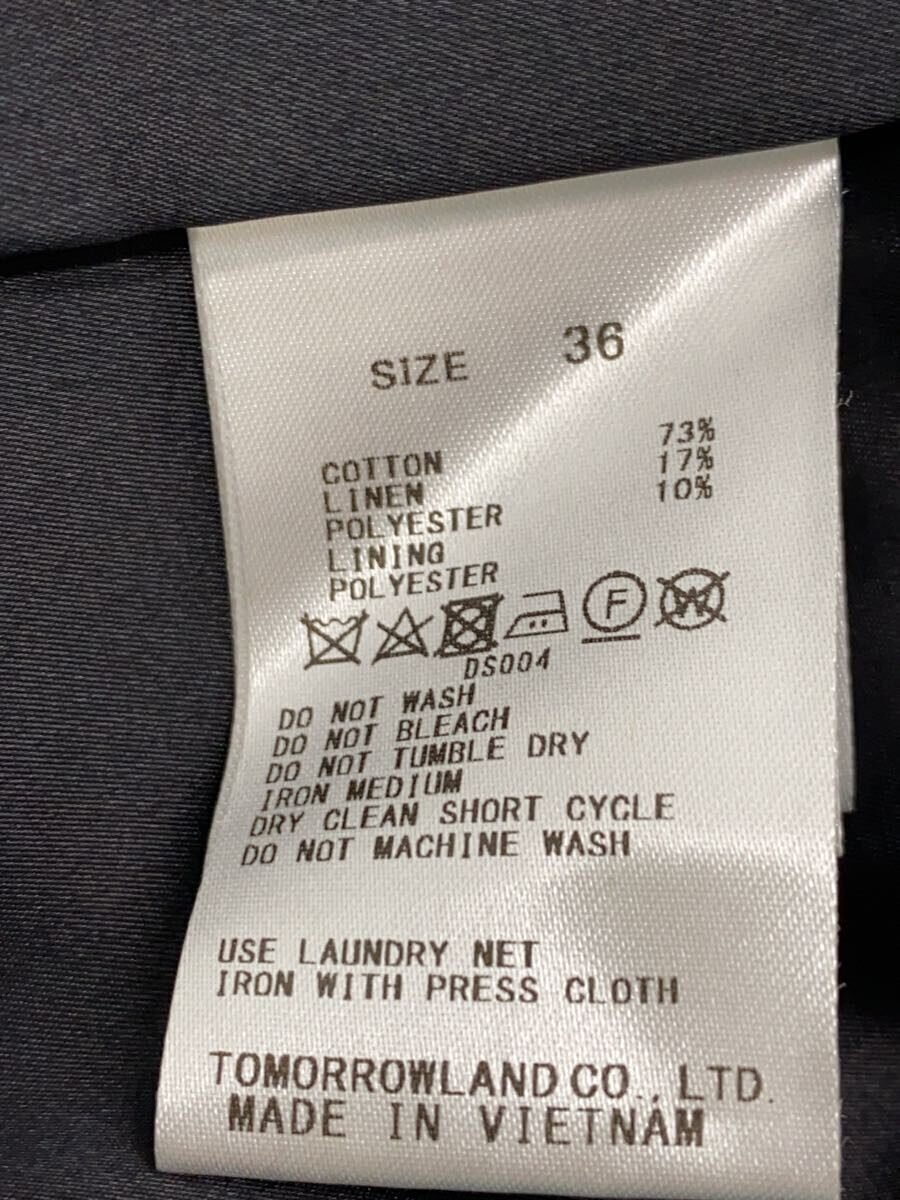 SIZE 36
COTTON 73%
LINEN 17%
POLYESTER 10%
LINING
POLYESTER
F W
DS004
DO NOT WASH
DO NOT BLEACH
DO NOT TUMBLE DRY
IRON MEDIUM
DRY CLEAN SHORT CYCLE
DO NOT MACHINE WASH
USE LAUNDRY NET
IRON WITH PRESS CLOTH
TOMORROWLAND CO., LTD.
MADE IN VIETNAM